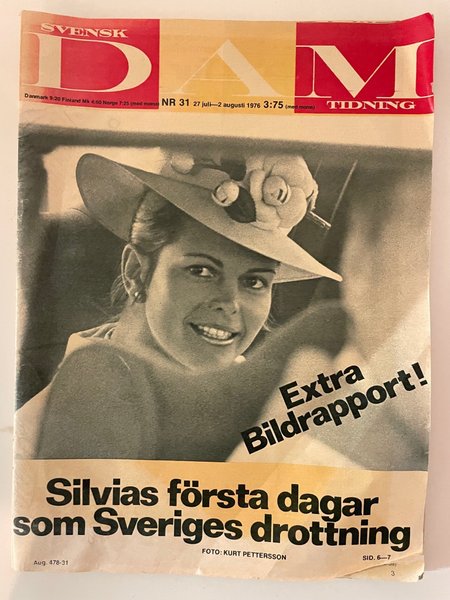 SVENSK
DAM
TIDNING
Danmark 9:20 Finland Mk 4:60 Norge 7:25 (med moms) NR 31 27 juli—2 augusti 1976 3:75 (med moms)
Extra
Bildrapport!
Silvias första dagar
som Sveriges drottning
FOTO: KURT PETTERSSON
SID. 6—7
Aug. 478-31
3